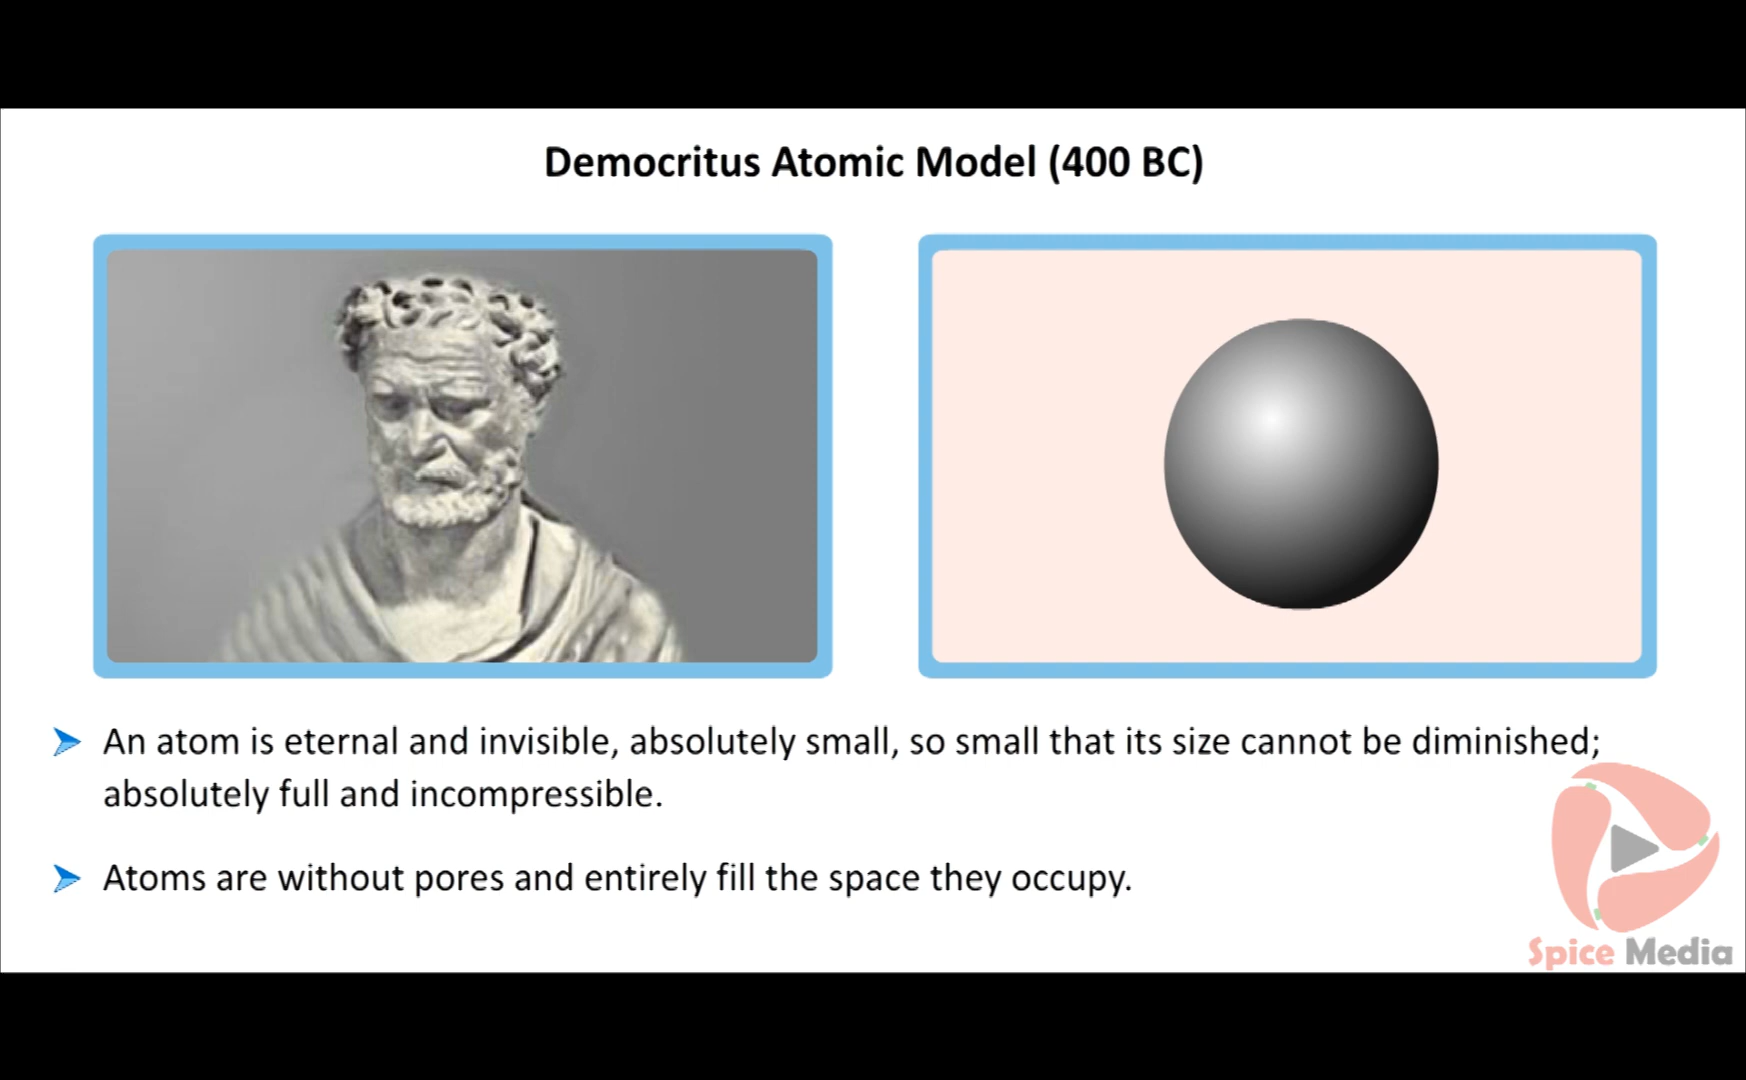 Democritus Atomic Model (400 BC)
An atom is eternal and invisible, absolutely small, so small that its size cannot be diminished;
absolutely full and incompressible.
Atoms are without pores and entirely fill the space they occupy.
Spice Media